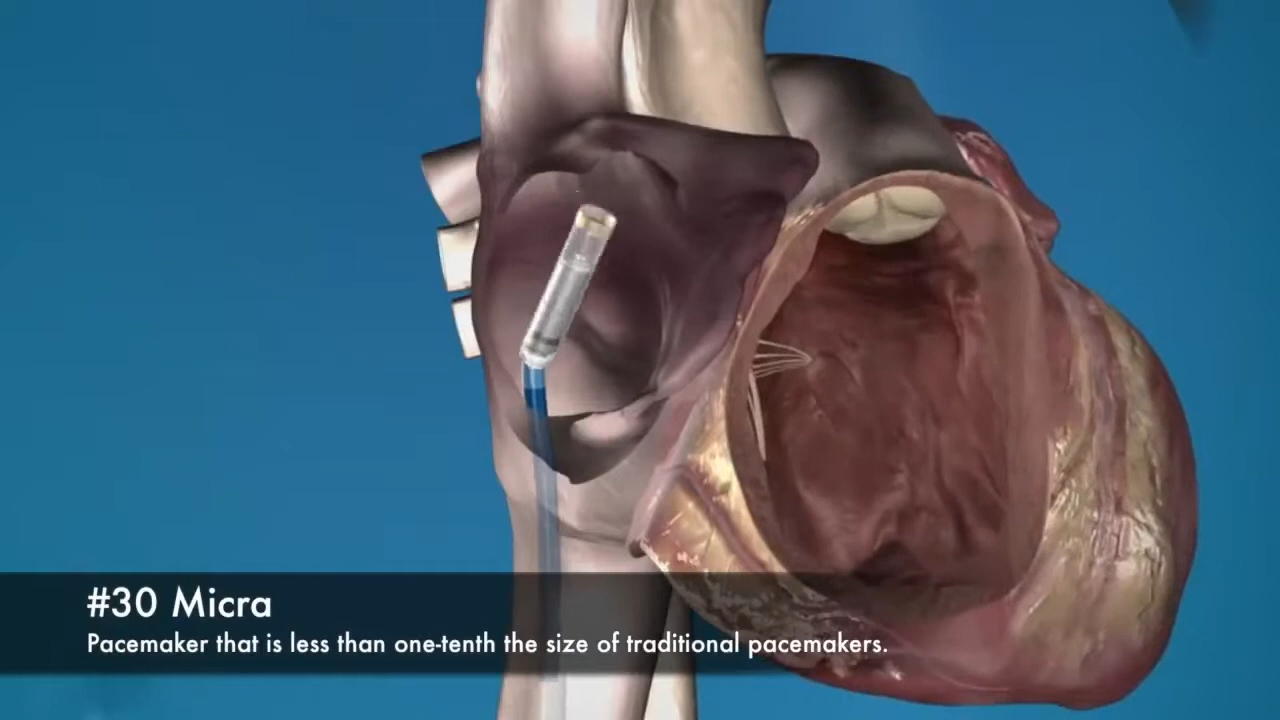 #30 Micra
Pacemaker that is less than one-tenth the size of traditional pacemakers.